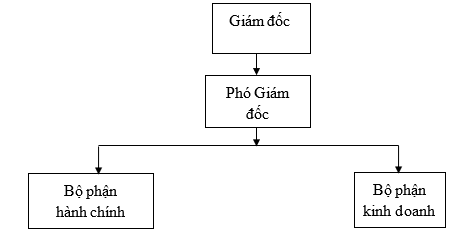 Giám đốc
Phó Giám
đốc
Bộ phận
hành chính
Bộ phận
kinh doanh